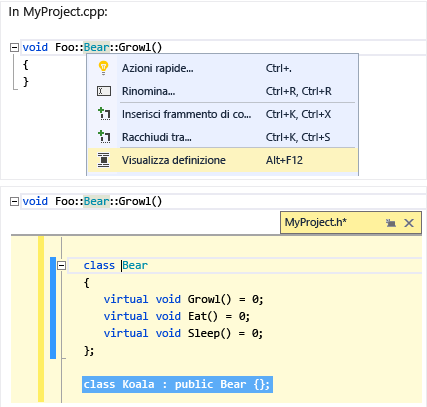 In MyProject.cpp:
void Foo::Bear::Growl()
{
}
Azioni rapide... Ctrl+.
Rinomina... Ctrl+R, Ctrl+R
Inserisci frammento di co... Ctrl+K, Ctrl+X
Racchiudi tra... Ctrl+K, Ctrl+S
Visualizza definizione Alt+F12
void Foo::Bear::Growl()
MyProject.h*
class Bear
{
virtual void Growl() = 0;
virtual void Eat() = 0;
virtual void Sleep() = 0;
};
class Koala : public Bear {};